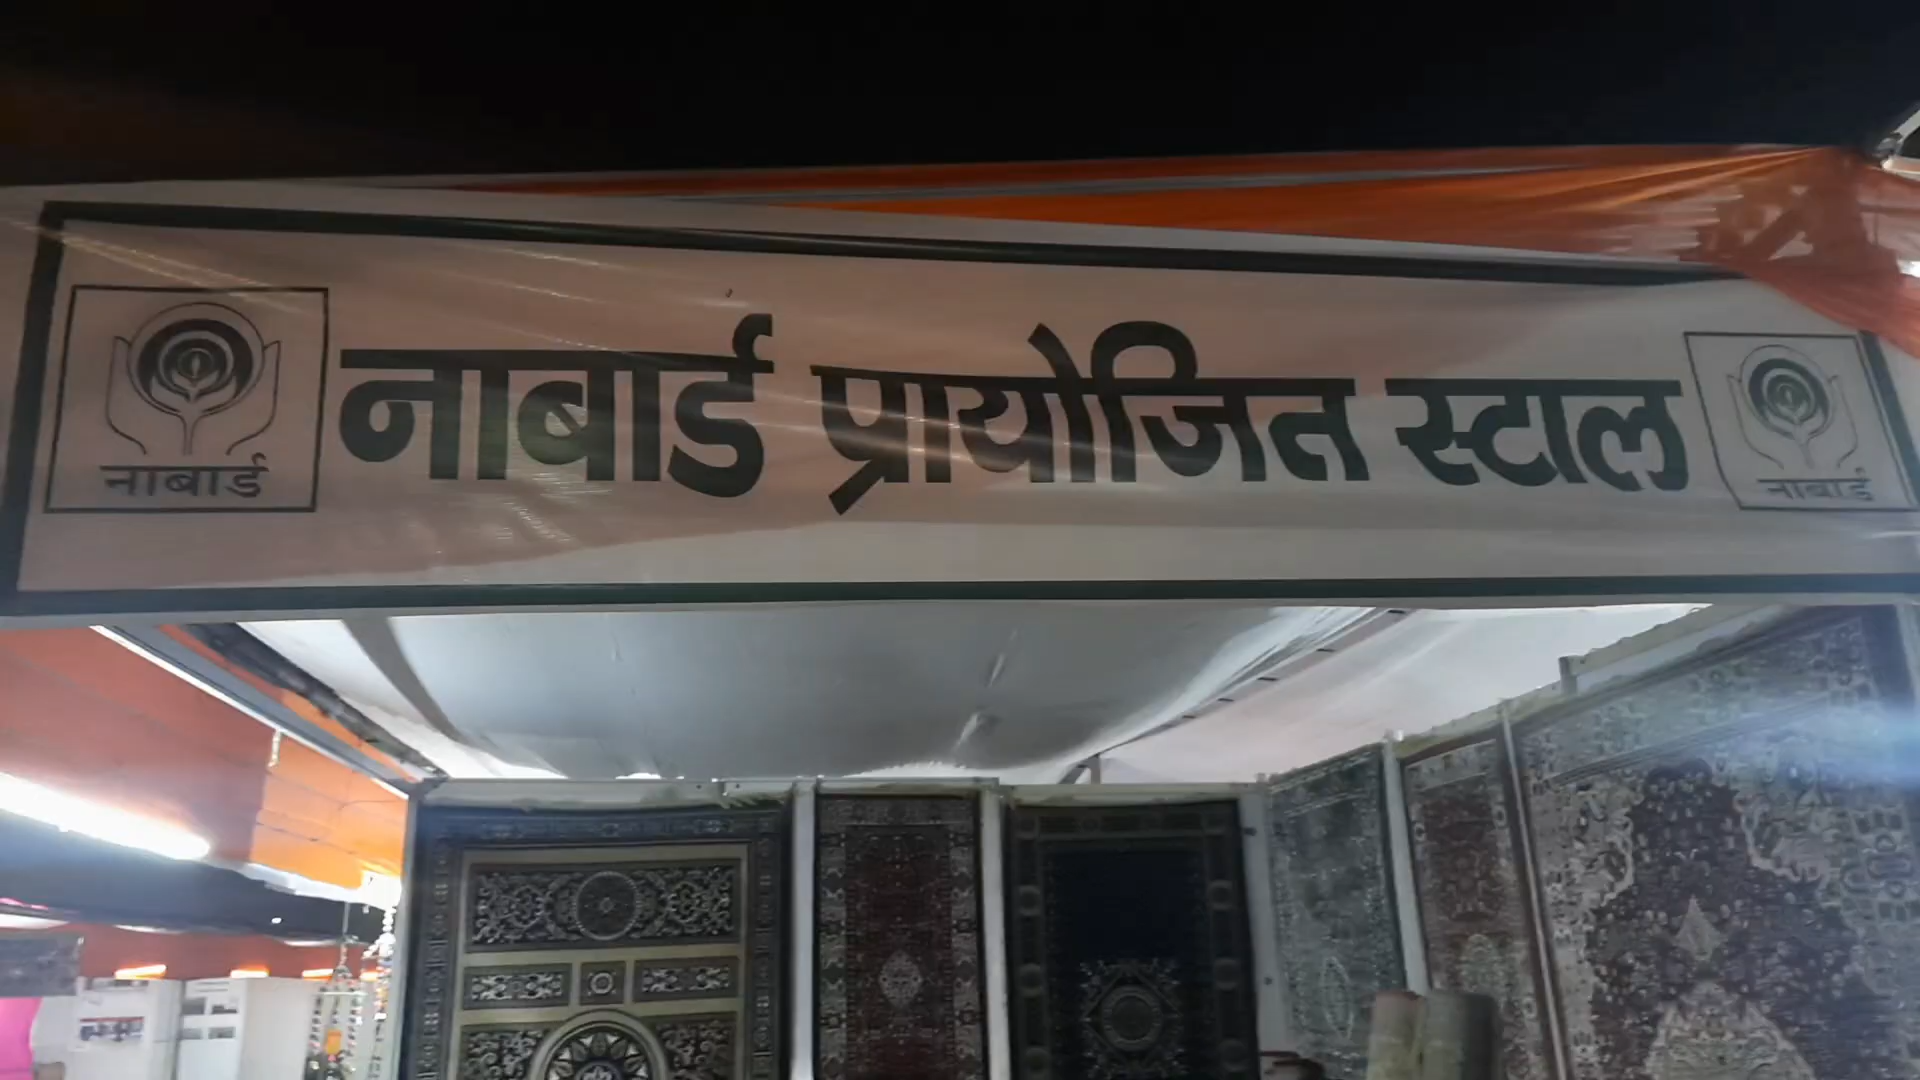 नाबार्ड
नाबार्ड प्रायोजित स्टाल
नाबार्ड